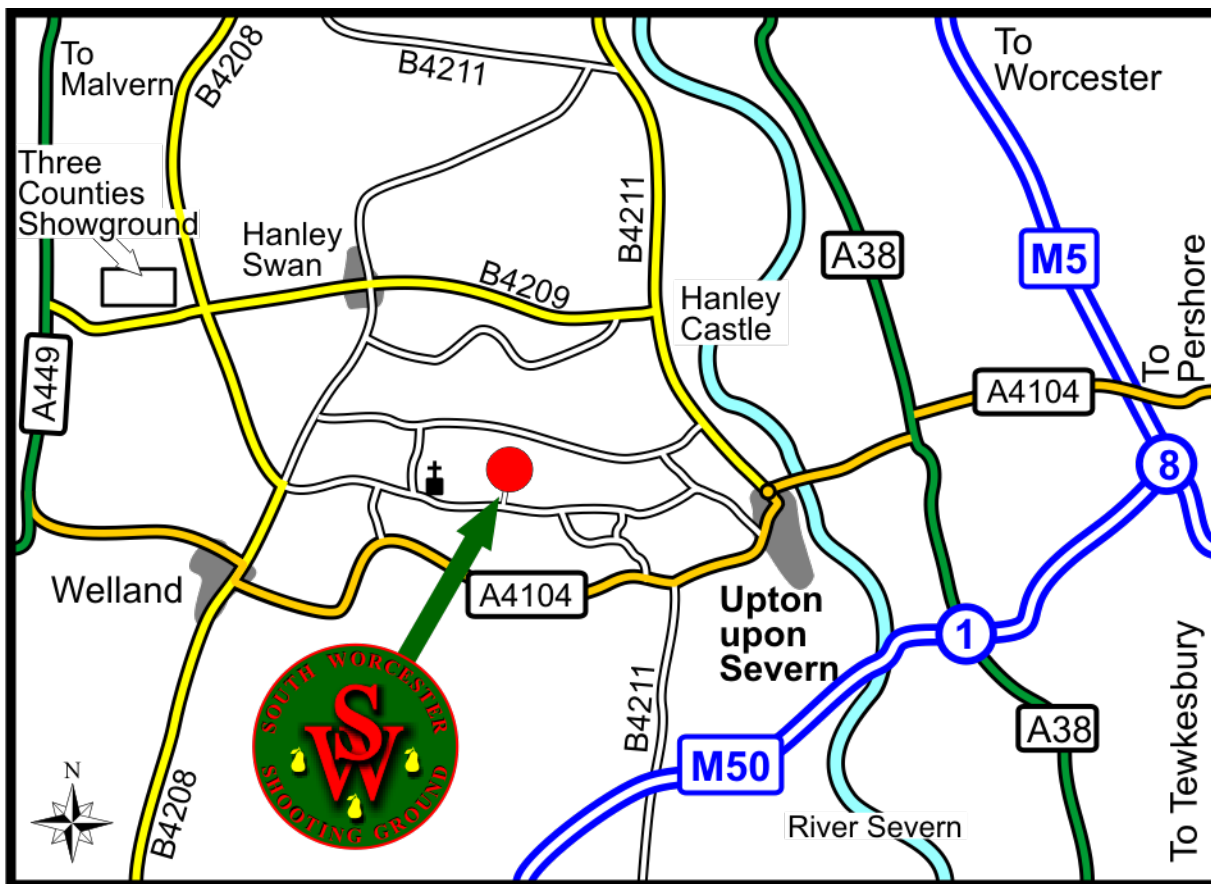 To
Malvern
B4208
B4211
To
Worcester
Three
Counties
Showground
Hanley
Swan
B4209
B4211
Hanley
Castle
A38
M5
To
Pershore
A449
A4104
8
Welland
A4104
Upton
upon
Severn
1
SOUTH WORCESTER
SW
SHOOTING GROUND
B4211
M50
A38
To Tewkesbury
N
B4208
River Severn